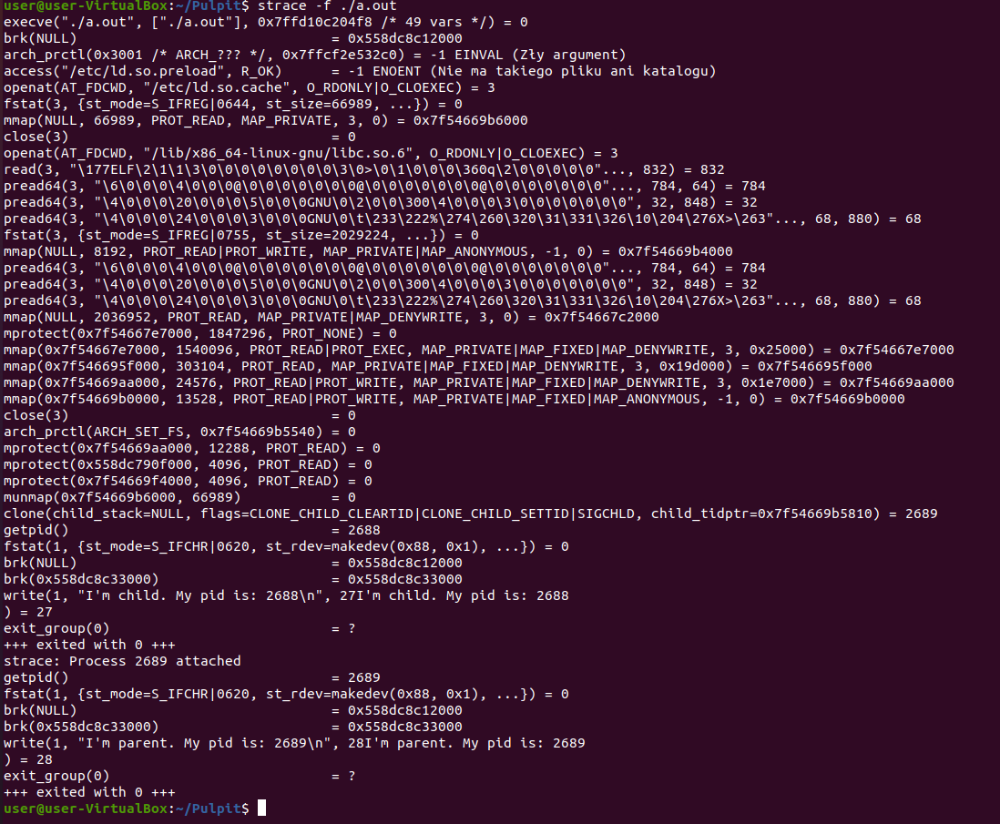 user@user-VirtualBox:~/Pulpit$ strace -f ./a.out
execve("./a.out", ["./a.out"], 0x7ffd10c204f8 /* 49 vars */) = 0
brk(NULL)                               = 0x558dc8c12000
arch_prctl(0x3001 /* ARCH_??? */, 0x7ffcf2e532c0) = -1 EINVAL (Zły argument)
access("/etc/ld.so.preload", R_OK)      = -1 ENOENT (Nie ma takiego pliku ani katalogu)
openat(AT_FDCWD, "/etc/ld.so.cache", O_RDONLY|O_CLOEXEC) = 3
fstat(3, {st_mode=S_IFREG|0644, st_size=66989, ...}) = 0
mmap(NULL, 66989, PROT_READ, MAP_PRIVATE, 3, 0) = 0x7f54669b6000
close(3)                                = 0
openat(AT_FDCWD, "/lib/x86_64-linux-gnu/libc.so.6", O_RDONLY|O_CLOEXEC) = 3
read(3, "\177ELF\2\1\1\3\0\0\0\0\0\0\0\0\3\0>\0\1\0\0\0\360q\2\0\0\0\0\0"..., 832) = 832
pread64(3, "\6\0\0\0\4\0\0\0@\0\0\0\0\0\0\0@\0\0\0\0\0\0\0@\0\0\0\0\0\0\0"..., 784, 64) = 784
pread64(3, "\4\0\0\0\20\0\0\0\5\0\0\0GNU\0\2\0\0\300\4\0\0\0\3\0\0\0\0\0\0\0", 32, 848) = 32
pread64(3, "\4\0\0\0\24\0\0\0\3\0\0\0GNU\0\t\233\222%\274\260\320\31\331\326\10\204\276X>\263"..., 68, 880) = 68
fstat(3, {st_mode=S_IFREG|0755, st_size=2029224, ...}) = 0
mmap(NULL, 8192, PROT_READ|PROT_WRITE, MAP_PRIVATE|MAP_ANONYMOUS, -1, 0) = 0x7f54669b4000
pread64(3, "\6\0\0\0\4\0\0\0@\0\0\0\0\0\0\0@\0\0\0\0\0\0\0@\0\0\0\0\0\0\0"..., 784, 64) = 784
pread64(3, "\4\0\0\0\20\0\0\0\5\0\0\0GNU\0\2\0\0\300\4\0\0\0\3\0\0\0\0\0\0\0", 32, 848) = 32
pread64(3, "\4\0\0\0\24\0\0\0\3\0\0\0GNU\0\t\233\222%\274\260\320\31\331\326\10\204\276X>\263"..., 68, 880) = 68
mmap(NULL, 2036952, PROT_READ, MAP_PRIVATE|MAP_DENYWRITE, 3, 0) = 0x7f54667c2000
mprotect(0x7f54667e7000, 1847296, PROT_NONE) = 0
mmap(0x7f54667e7000, 1540096, PROT_READ|PROT_EXEC, MAP_PRIVATE|MAP_FIXED|MAP_DENYWRITE, 3, 0x25000) = 0x7f54667e7000
mmap(0x7f546695f000, 303104, PROT_READ, MAP_PRIVATE|MAP_FIXED|MAP_DENYWRITE, 3, 0x19d000) = 0x7f546695f000
mmap(0x7f54669aa000, 24576, PROT_READ|PROT_WRITE, MAP_PRIVATE|MAP_FIXED|MAP_DENYWRITE, 3, 0x1e7000) = 0x7f54669aa000
mmap(0x7f54669b0000, 13528, PROT_READ|PROT_WRITE, MAP_PRIVATE|MAP_FIXED|MAP_ANONYMOUS, -1, 0) = 0x7f54669b0000
close(3)                                = 0
arch_prctl(ARCH_SET_FS, 0x7f54669b5540) = 0
mprotect(0x7f54669aa000, 12288, PROT_READ) = 0
mprotect(0x558dc790f000, 4096, PROT_READ) = 0
mprotect(0x7f54669f4000, 4096, PROT_READ) = 0
munmap(0x7f54669b6000, 66989)           = 0
clone(child_stack=NULL, flags=CLONE_CHILD_CLEARTID|CLONE_CHILD_SETTID|SIGCHLD, child_tidptr=0x7f54669b5810) = 2689
getpid()                                = 2688
fstat(1, {st_mode=S_IFCHR|0620, st_rdev=makedev(0x88, 0x1), ...}) = 0
brk(NULL)                               = 0x558dc8c12000
brk(0x558dc8c33000)                     = 0x558dc8c33000
write(1, "I'm child. My pid is: 2688\n", 27I'm child. My pid is: 2688
) = 27
exit_group(0)                           = ?
+++ exited with 0 +++
strace: Process 2689 attached
getpid()                                = 2689
fstat(1, {st_mode=S_IFCHR|0620, st_rdev=makedev(0x88, 0x1), ...}) = 0
brk(NULL)                               = 0x558dc8c12000
brk(0x558dc8c33000)                     = 0x558dc8c33000
write(1, "I'm parent. My pid is: 2689\n", 28I'm parent. My pid is: 2689
) = 28
exit_group(0)                           = ?
+++ exited with 0 +++
user@user-VirtualBox:~/Pulpit$